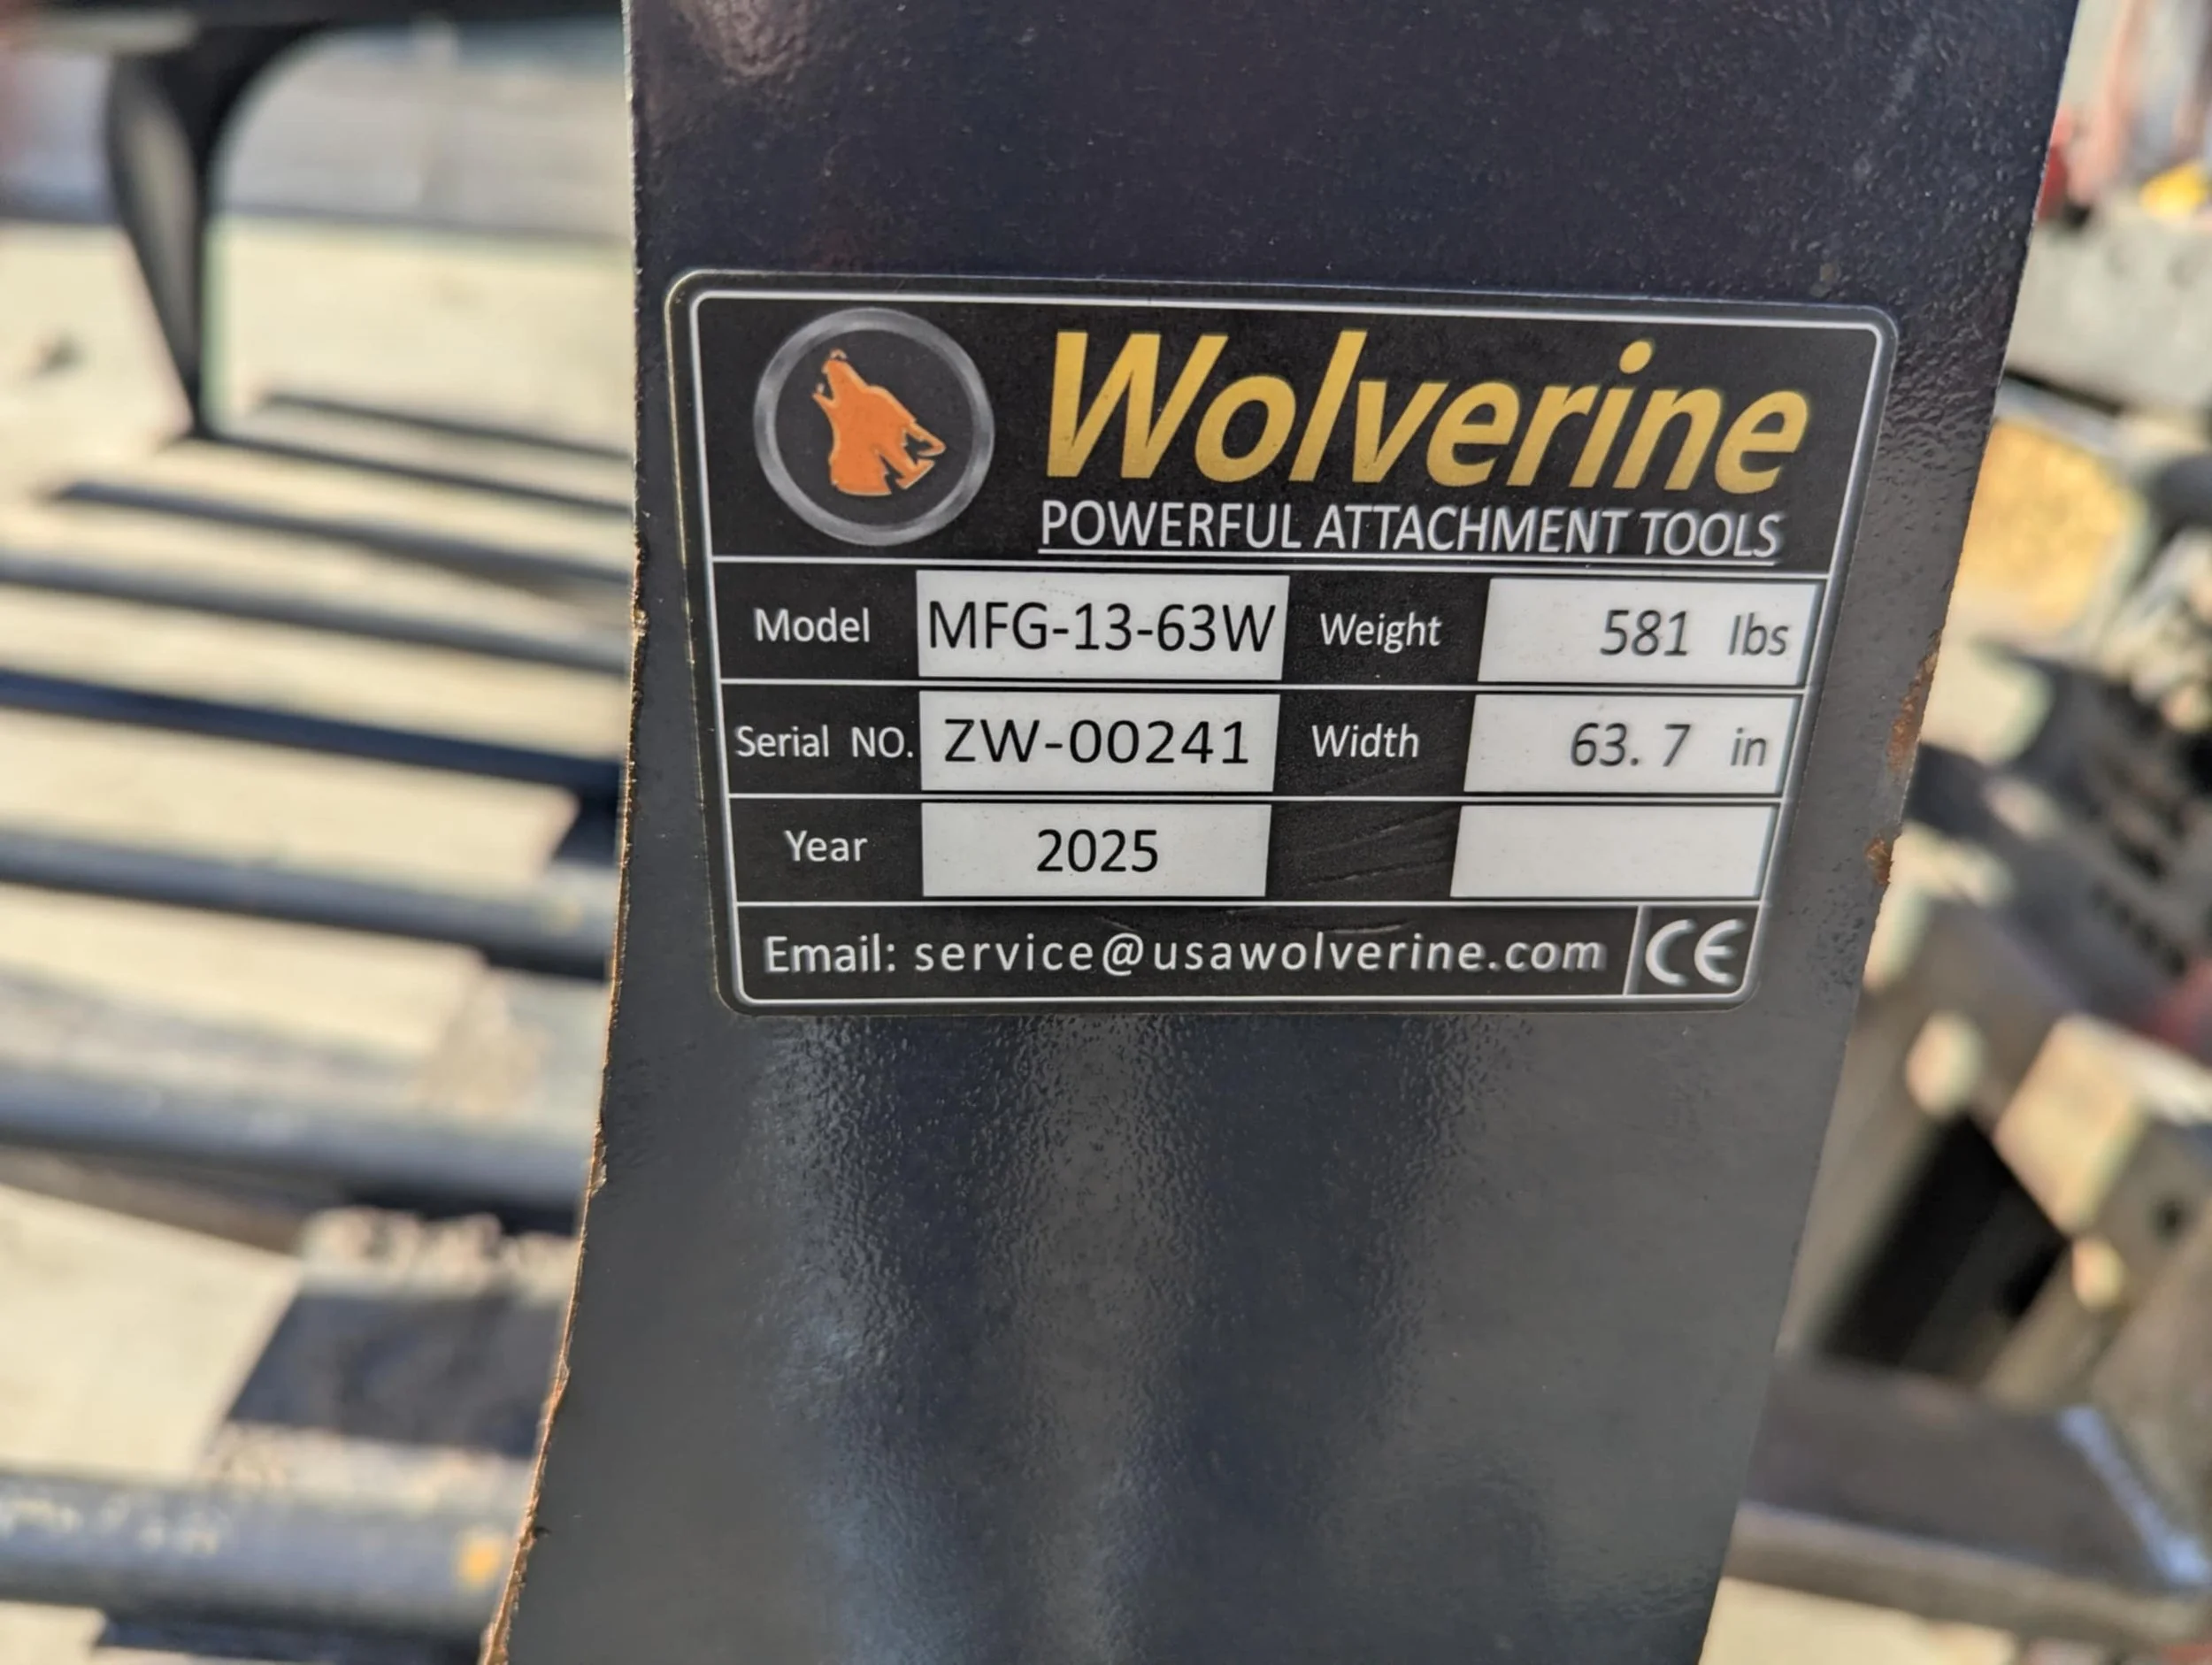 Wolverine
POWERFUL ATTACHMENT TOOLS
Model MFG-13-63W Weight 581 lbs
Serial NO. ZW-00241 Width 63.7 in
Year 2025
Email: service@usawolverine.com CE